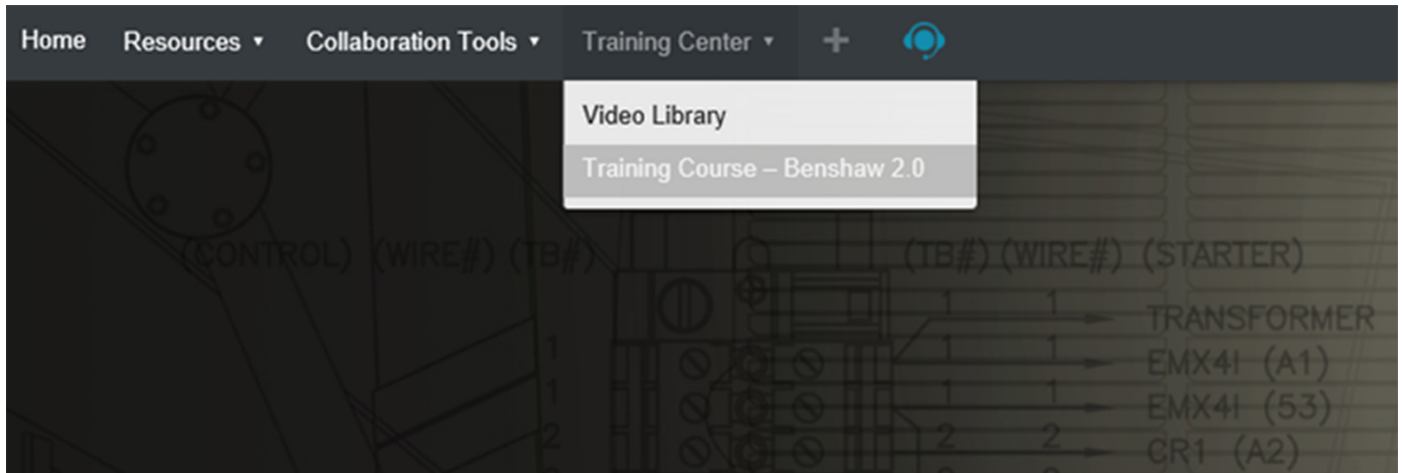 Home Resources ▾ Collaboration Tools ▾ Training Center ▾ +
Video Library
Training Course – Benshaw 2.0
(CONTROL) (WIRE#) (TB#) (TB#) (WIRE#) (STARTER)
1 1 TRANSFORMER
1 1 1 EMX4I (A1)
1 1 1 EMX4I (53)
2 2 2 CR1 (A2)